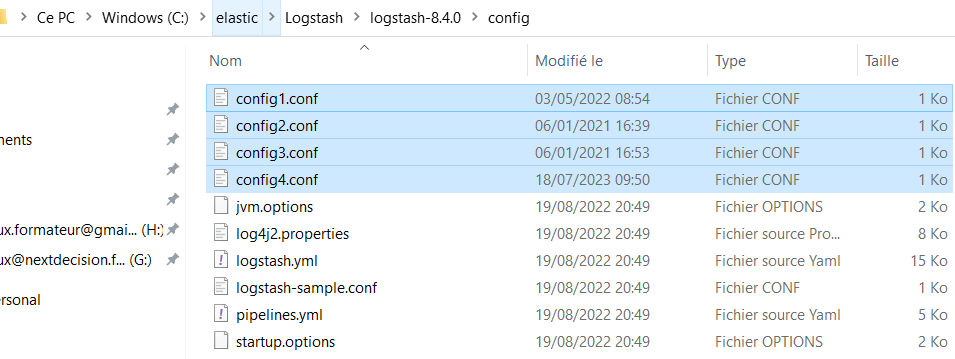 Ce PC > Windows (C:) > elastic > Logstash > logstash-8.4.0 > config
Nom Modifié le Type Taille
config1.conf 03/05/2022 08:54 Fichier CONF 1 Ko
nents config2.conf 06/01/2021 16:39 Fichier CONF 1 Ko
config3.conf 06/01/2021 16:53 Fichier CONF 1 Ko
config4.conf 18/07/2023 09:50 Fichier CONF 1 Ko
jvm.options 19/08/2022 20:49 Fichier OPTIONS 2 Ko
ux.formateur@gmai... (H:) log4j2.properties 19/08/2022 20:49 Fichier source Pro... 8 Ko
ux@nextdecision.f... (G:) logstash.yml 19/08/2022 20:49 Fichier source Yaml 15 Ko
ersonal logstash-sample.conf 19/08/2022 20:49 Fichier CONF 1 Ko
pipelines.yml 19/08/2022 20:49 Fichier source Yaml 5 Ko
startup.options 19/08/2022 20:49 Fichier OPTIONS 2 Ko